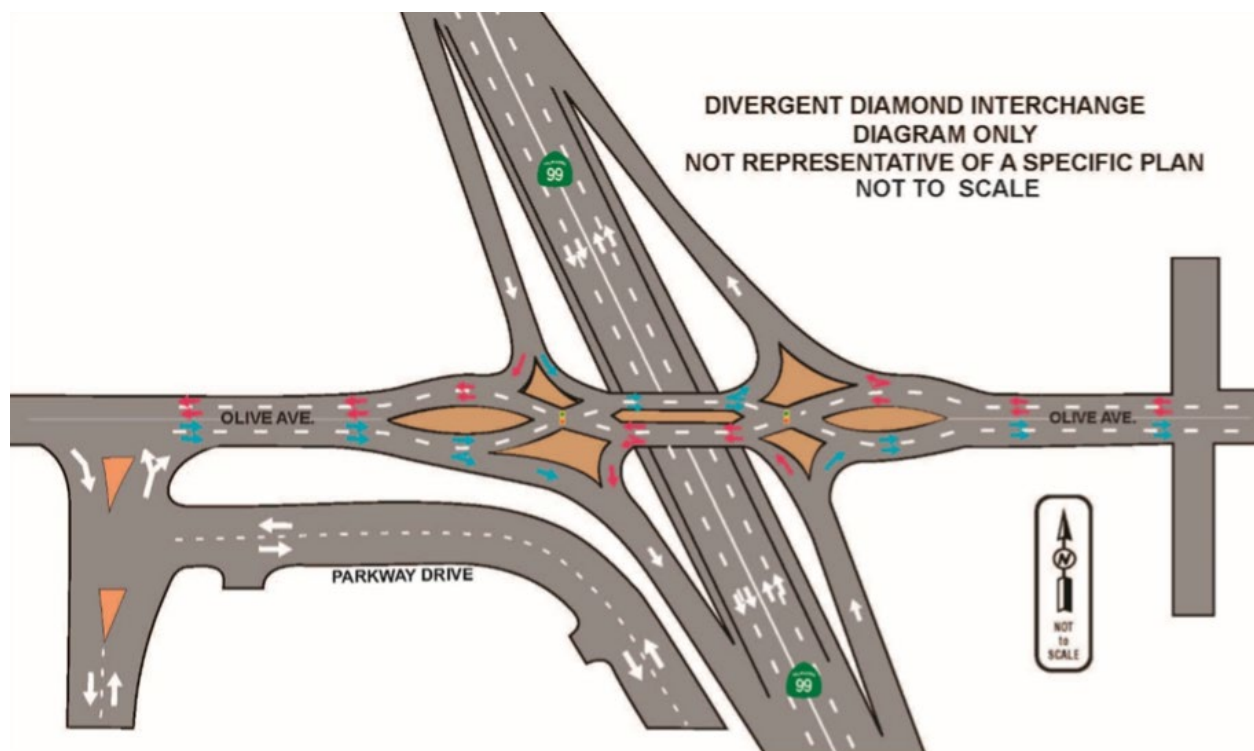 DIVERGENT DIAMOND INTERCHANGE
DIAGRAM ONLY
NOT REPRESENTATIVE OF A SPECIFIC PLAN
NOT TO SCALE
99
OLIVE AVE.
OLIVE AVE.
PARKWAY DRIVE
N
NOT
to
SCALE
99